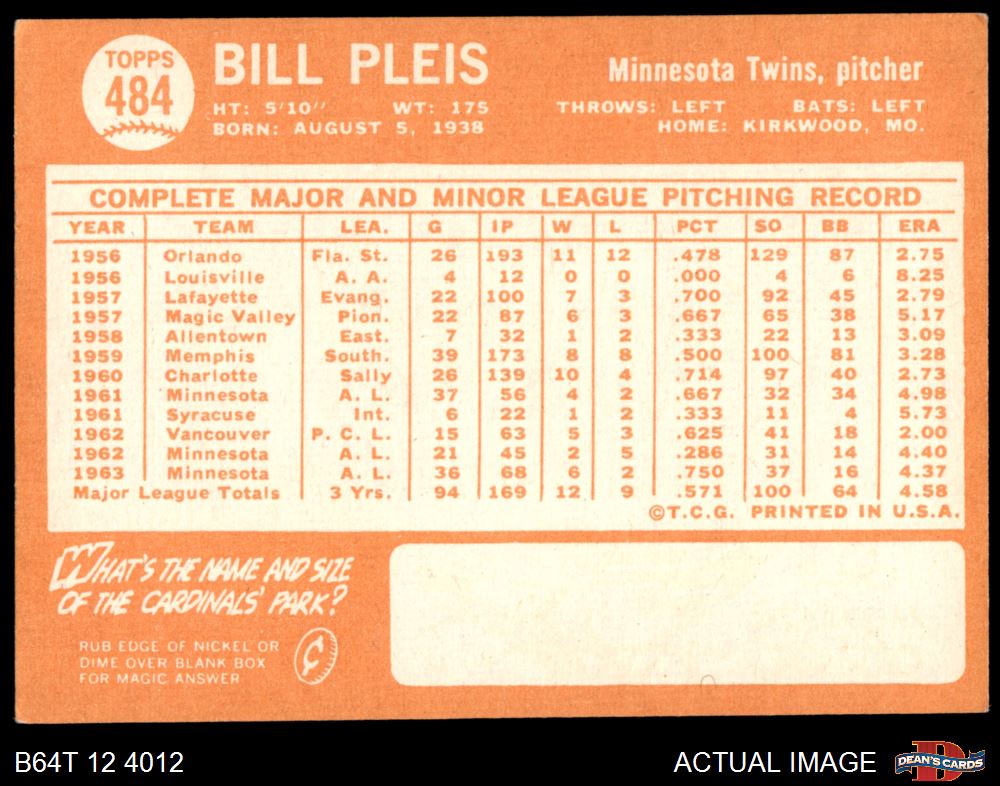 TOPPS
484
BILL PLEIS
HT: 5'10" WT: 175
BORN: AUGUST 5, 1938
Minnesota Twins, pitcher
THROWS: LEFT BATS: LEFT
HOME: KIRKWOOD, MO.
COMPLETE MAJOR AND MINOR LEAGUE PITCHING RECORD
YEAR TEAM LEA. G IP W L PCT SO BB ERA
1956 Orlando Fla. St. 26 193 11 12 .478 129 87 2.75
1956 Louisville A. A. 4 12 0 0 .000 4 6 8.25
1957 Lafayette Evang. 22 100 7 3 .700 92 45 2.79
1957 Magic Valley Pion. 22 87 6 3 .667 65 38 5.17
1958 Allentown East. 7 32 1 2 .333 22 13 3.09
1959 Memphis South. 39 173 8 8 .500 100 81 3.28
1960 Charlotte Sally 26 139 10 4 .714 97 40 2.73
1961 Minnesota A. L. 37 56 4 2 .667 32 34 4.98
1961 Syracuse Int. 6 22 1 2 .333 11 4 5.73
1962 Vancouver P. C. L. 15 63 5 3 .625 41 18 2.00
1962 Minnesota A. L. 21 45 2 5 .286 31 14 4.40
1963 Minnesota A. L. 36 68 6 2 .750 37 16 4.37
Major League Totals 3 Yrs. 94 169 12 9 .571 100 64 4.58
©T.C.G. PRINTED IN U.S.A.
WHAT'S THE NAME AND SIZE
OF THE CARDINALS' PARK?
RUB EDGE OF NICKEL OR
DIME OVER BLANK BOX
FOR MAGIC ANSWER
¢
B64T 12 4012
ACTUAL IMAGE
D
DEAN'S CARDS